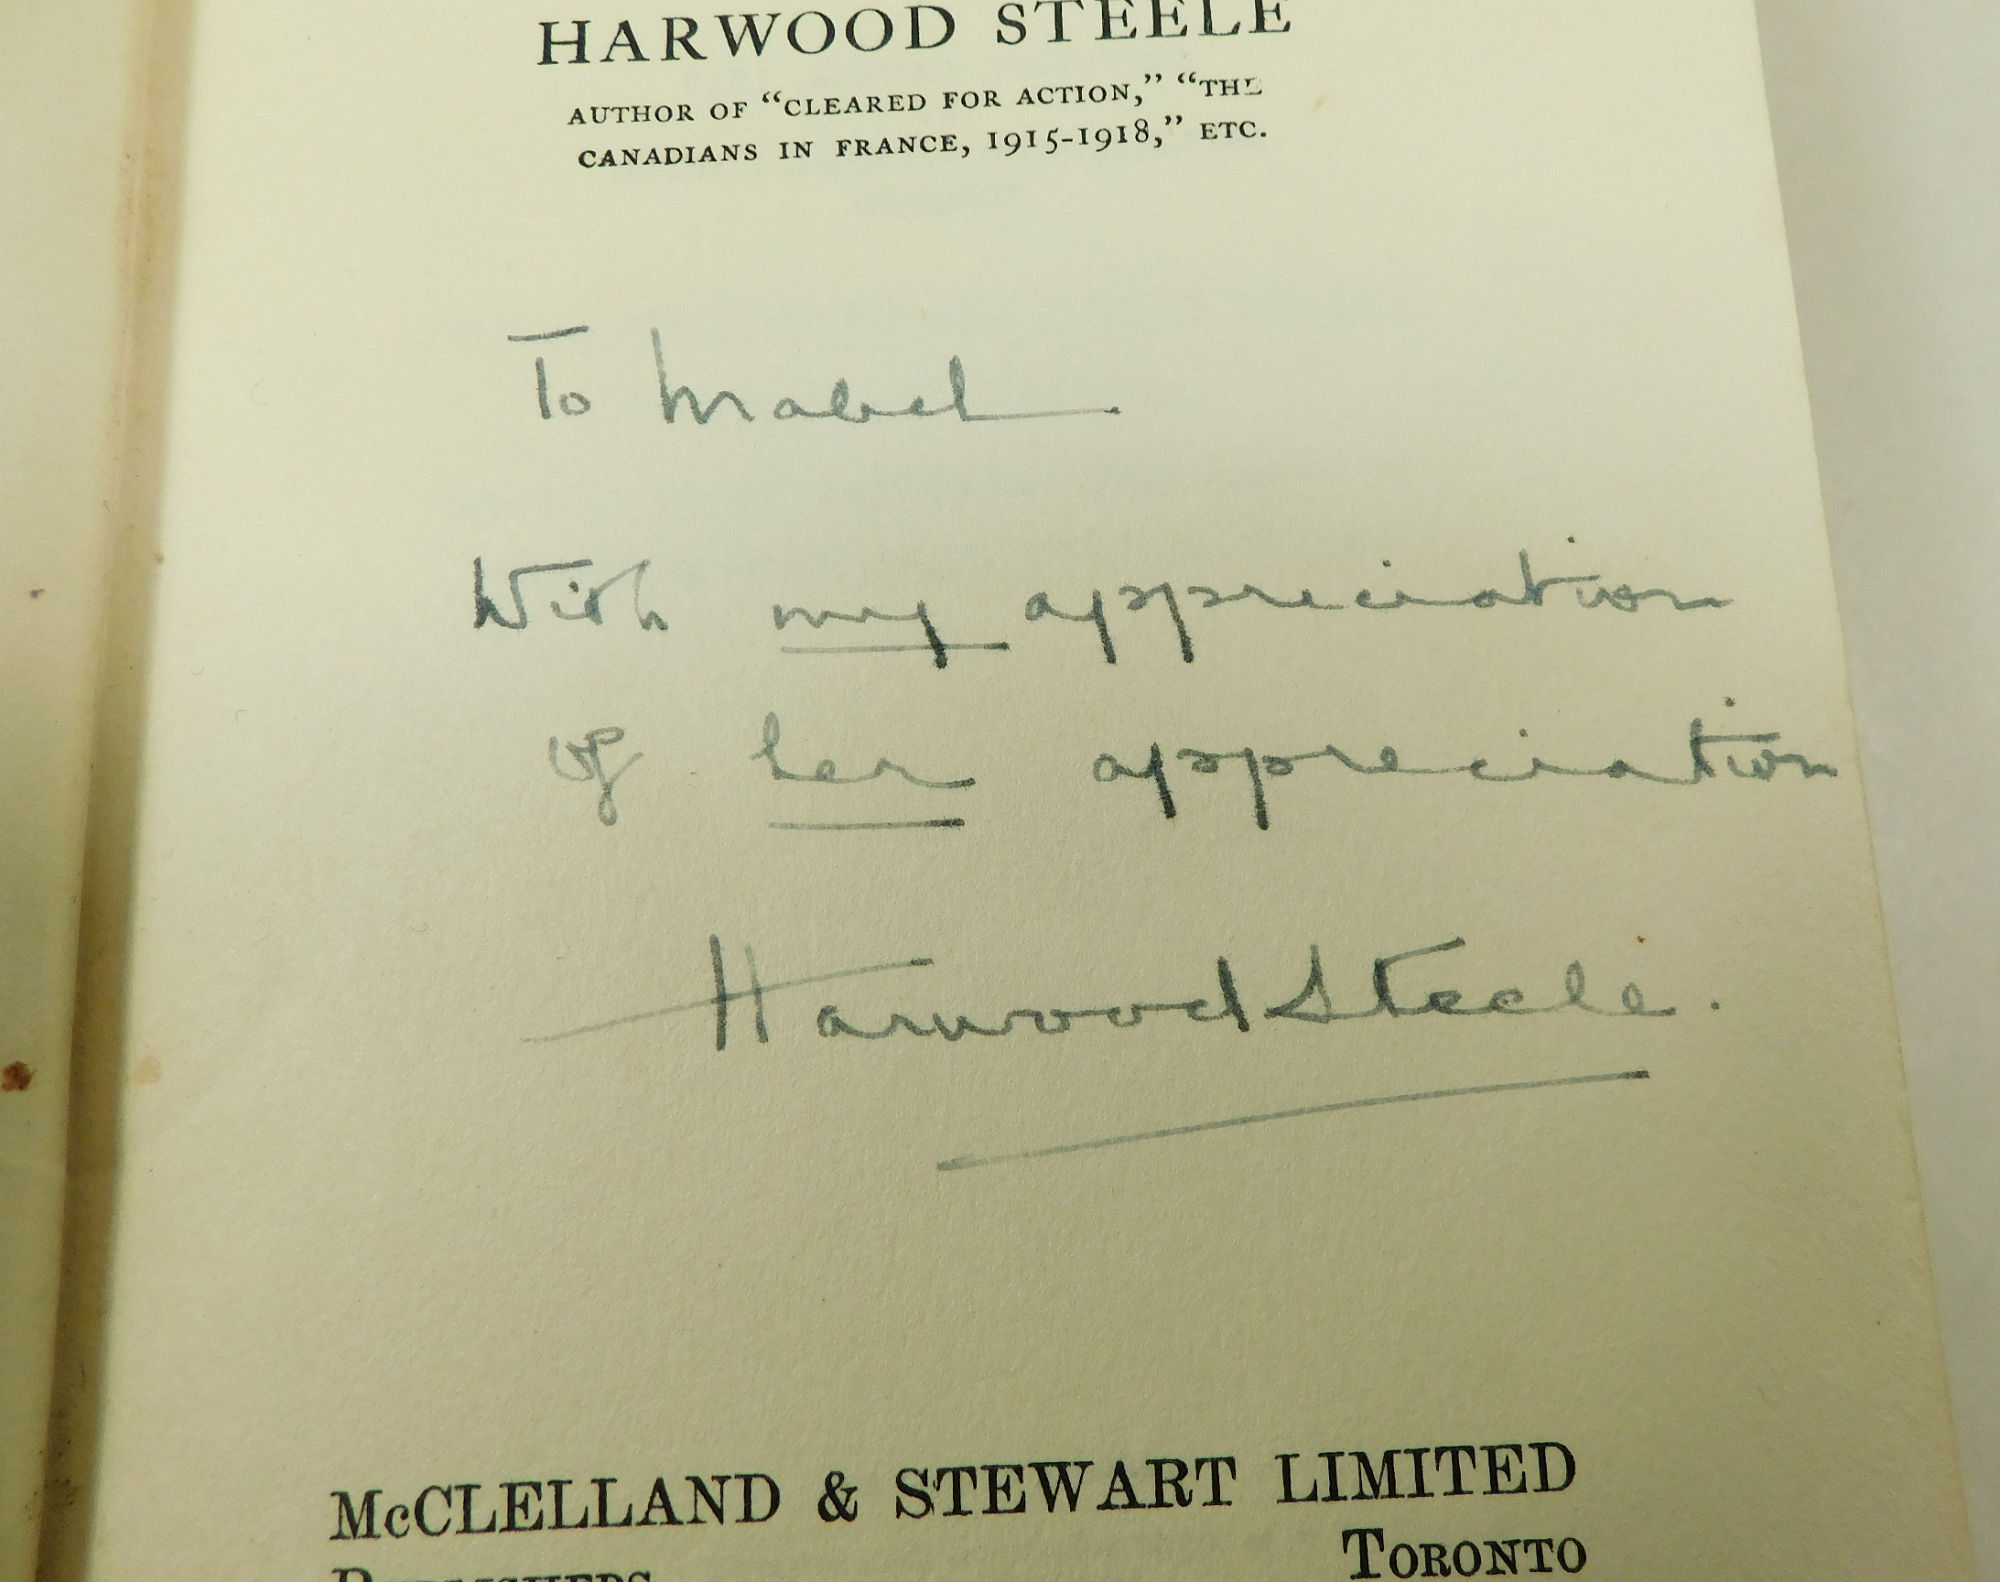 HARWOOD STEELE
AUTHOR OF “CLEARED FOR ACTION,” “THE
CANADIANS IN FRANCE, 1915-1918,” ETC.
To Mabel
With my appreciation
of her appreciation
Harwood Steele.
McCLELLAND & STEWART LIMITED
PUBLISHERS TORONTO